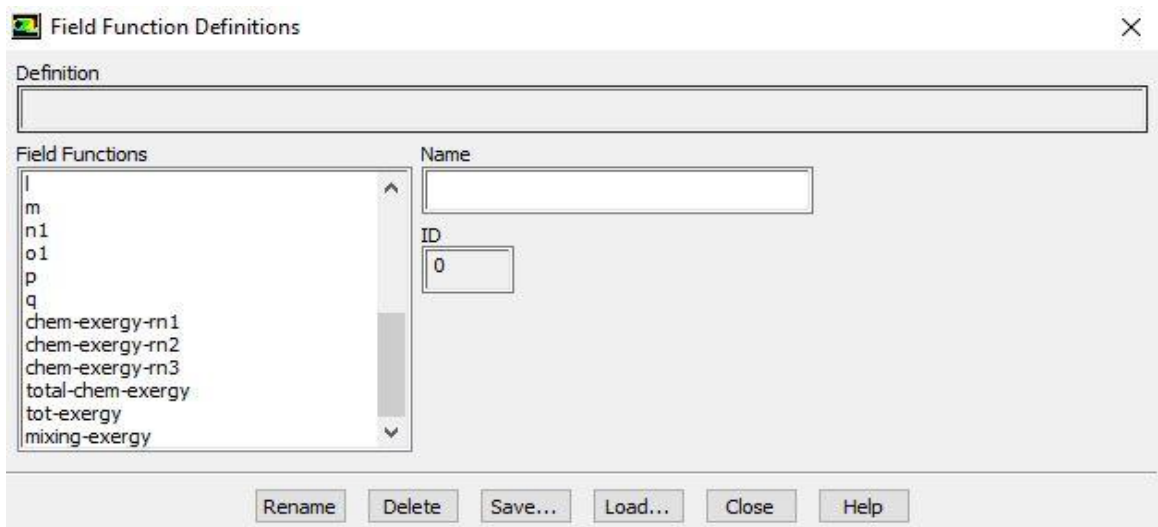 Field Function Definitions
Definition
Field Functions
Name
l
m
n1
o1
p
q
chem-exergy-rn1
chem-exergy-rn2
chem-exergy-rn3
total-chem-exergy
tot-exergy
mixing-exergy
ID
0
Rename Delete Save... Load... Close Help